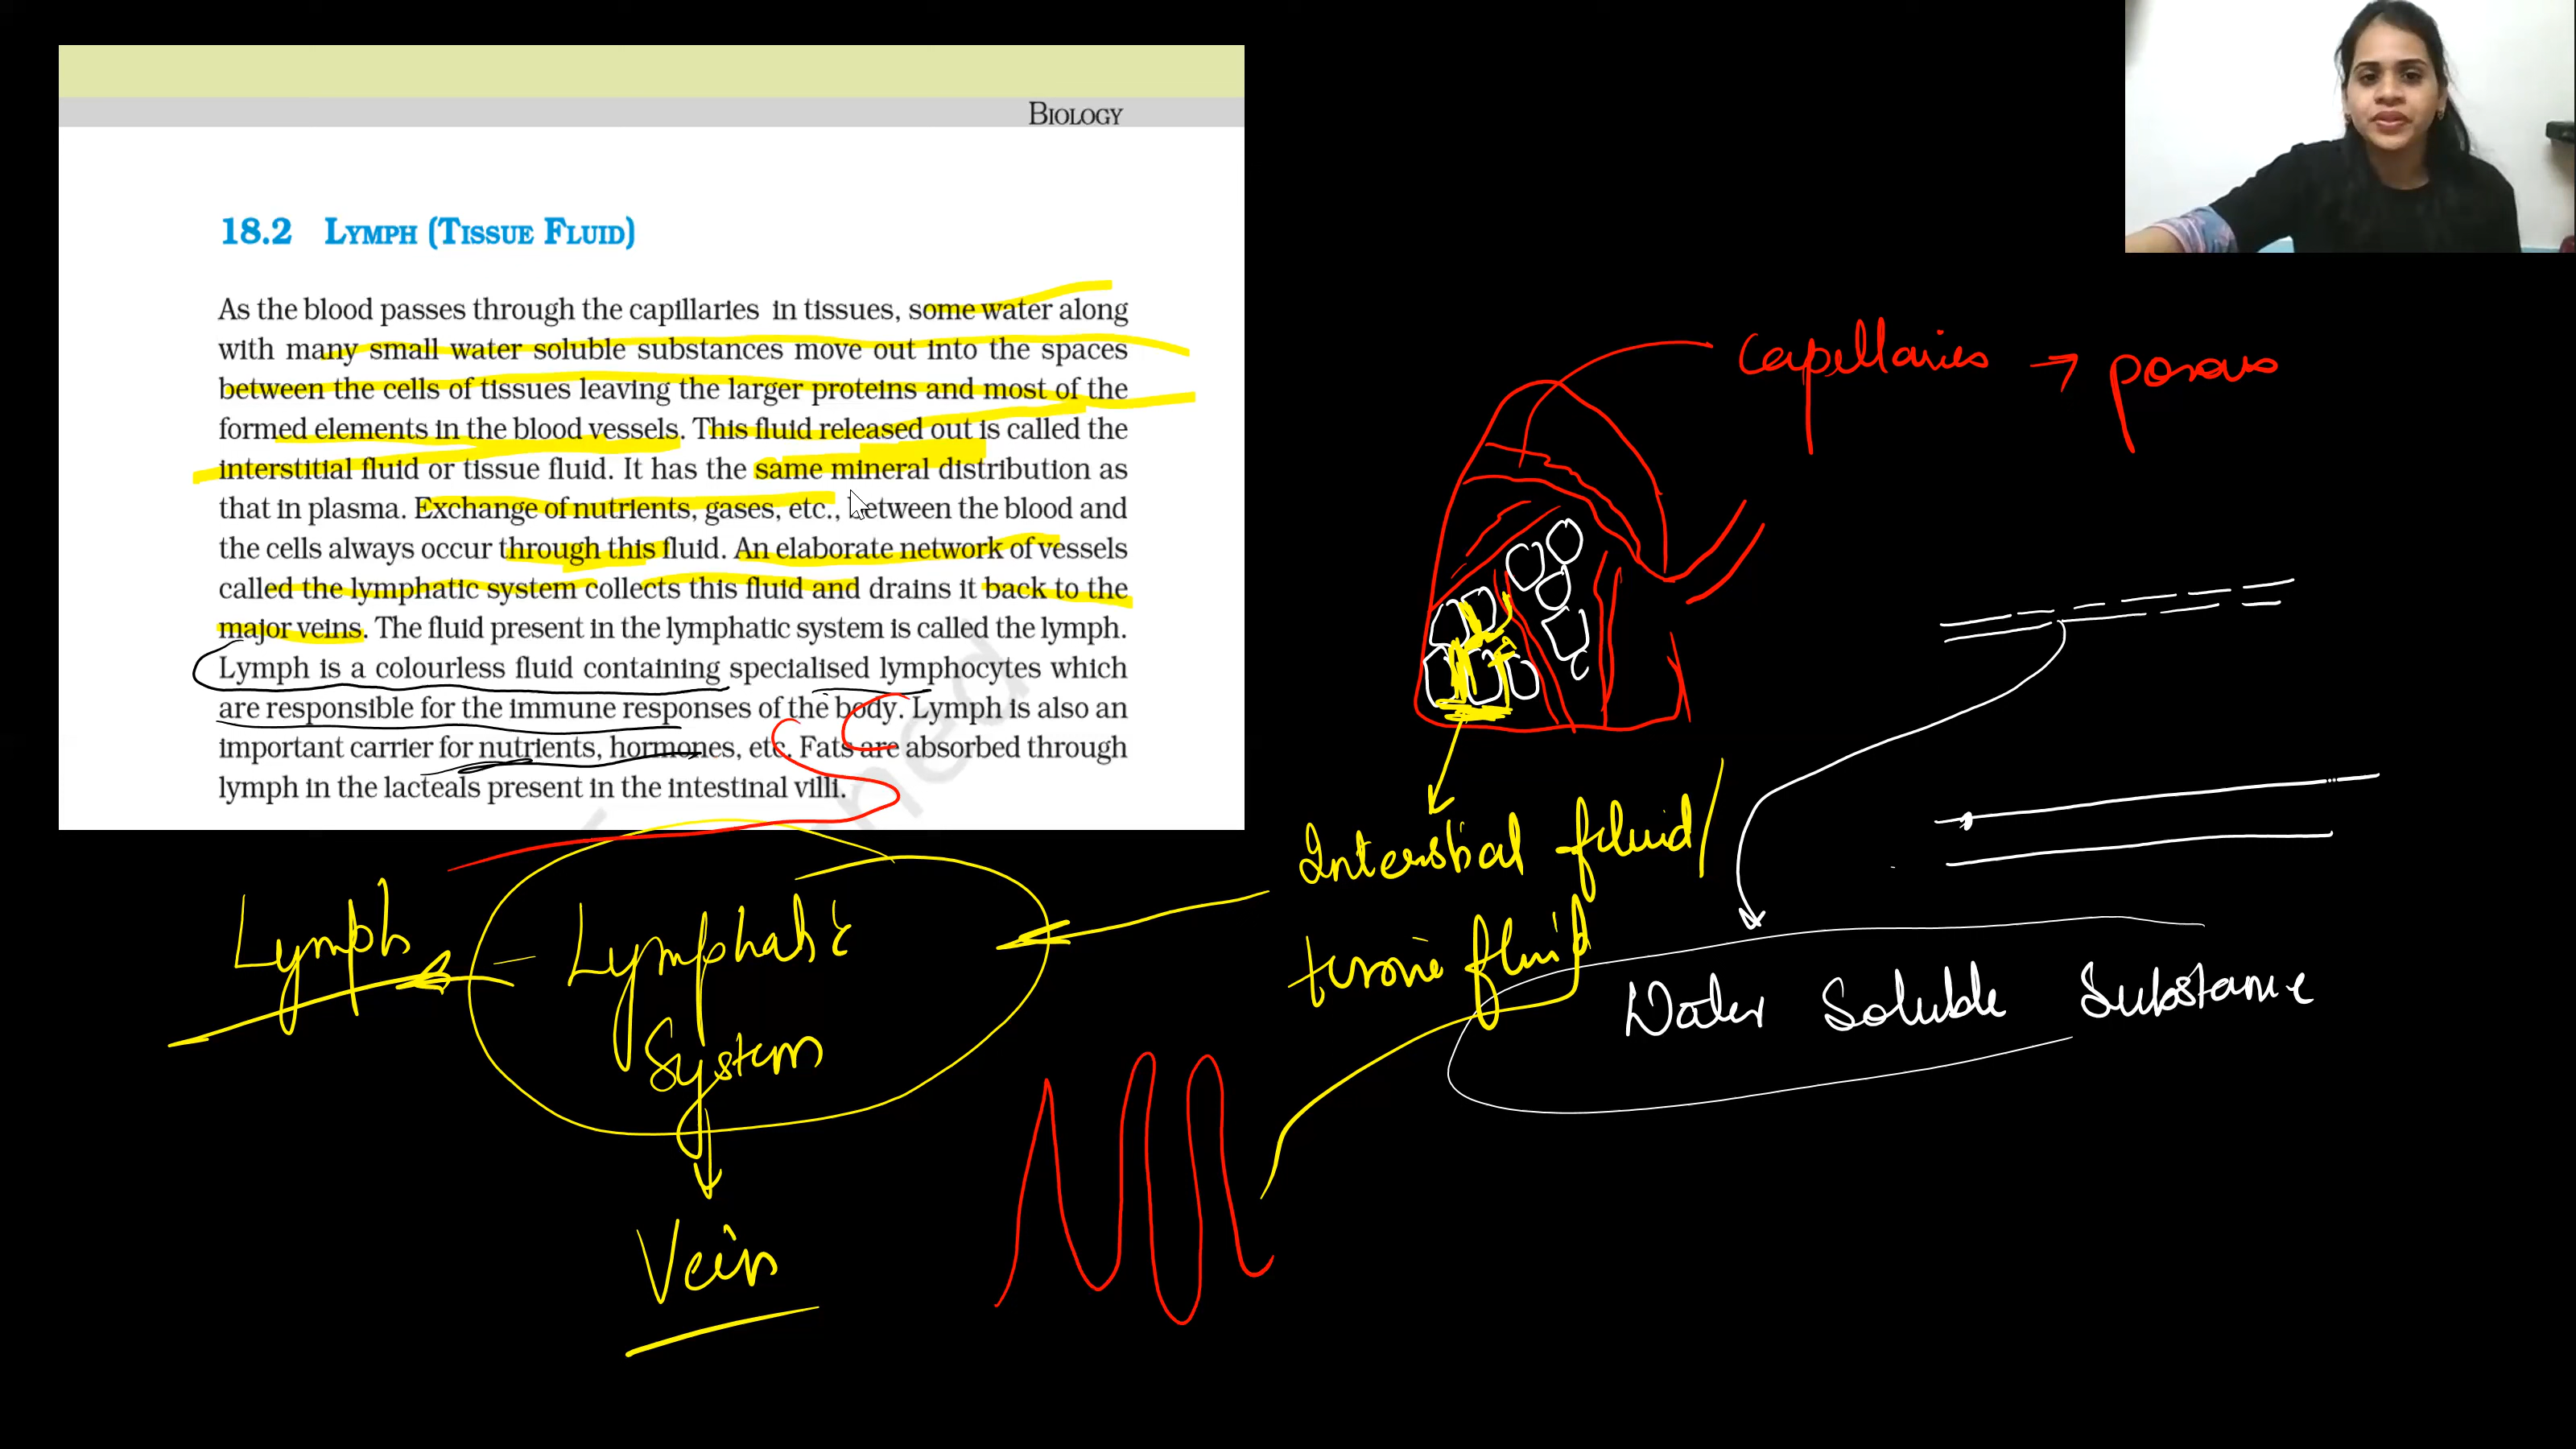 BIOLOGY
18.2 LYMPH (TISSUE FLUID)
As the blood passes through the capillaries in tissues, some water along
with many small water soluble substances move out into the spaces
between the cells of tissues leaving the larger proteins and most of the
formed elements in the blood vessels. This fluid released out is called the
interstitial fluid or tissue fluid. It has the same mineral distribution as
that in plasma. Exchange of nutrients, gases, etc., between the blood and
the cells always occur through this fluid. An elaborate network of vessels
called the lymphatic system collects this fluid and drains it back to the
major veins. The fluid present in the lymphatic system is called the lymph.
Lymph is a colourless fluid containing specialised lymphocytes which
are responsible for the immune responses of the body. Lymph is also an
important carrier for nutrients, hormones, etc. Fats are absorbed through
lymph in the lacteals present in the intestinal villi.
capillaries → porous
Interstial fluid/
tissue fluid
Lymphatic
System
Lymph
Vein
Water Soluble Substance